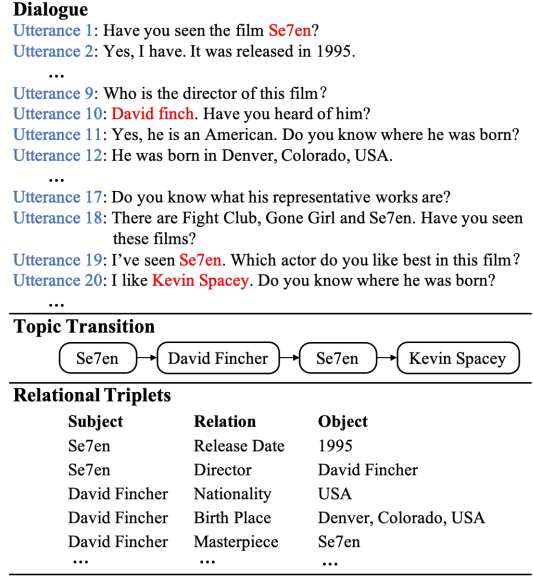 Dialogue
Utterance 1: Have you seen the film Se7en?
Utterance 2: Yes, I have. It was released in 1995.
...
Utterance 9: Who is the director of this film?
Utterance 10: David finch. Have you heard of him?
Utterance 11: Yes, he is an American. Do you know where he was born?
Utterance 12: He was born in Denver, Colorado, USA.
...
Utterance 17: Do you know what his representative works are?
Utterance 18: There are Fight Club, Gone Girl and Se7en. Have you seen
these films?
Utterance 19: I've seen Se7en. Which actor do you like best in this film?
Utterance 20: I like Kevin Spacey. Do you know where he was born?
...
Topic Transition
Se7en David Fincher Se7en Kevin Spacey
Relational Triplets
Subject Relation Object
Se7en Release Date 1995
Se7en Director David Fincher
David Fincher Nationality USA
David Fincher Birth Place Denver, Colorado, USA
David Fincher Masterpiece Se7en
... ... ...